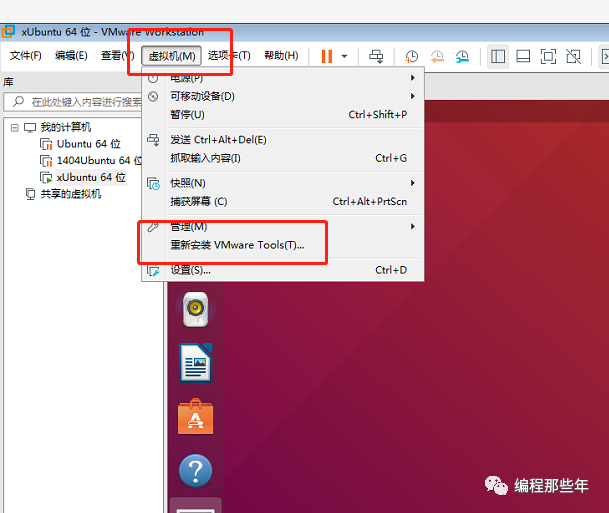 xUbuntu 64 位 - VMware Workstation
文件(F) 编辑(E) 查看(V) 虚拟机(M) 选项卡(T) 帮助(H)
库
在此处键入内容进行搜索
我的计算机
Ubuntu 64 位
1404Ubuntu 64 位
xUbuntu 64 位
共享的虚拟机
电源(P)
可移动设备(D)
暂停(U) Ctrl+Shift+P
发送 Ctrl+Alt+Del(E)
抓取输入内容(I) Ctrl+G
快照(N)
捕获屏幕 (C) Ctrl+Alt+PrtScn
管理(M)
重新安装 VMware Tools(T)...
设置(S)... Ctrl+D
编程那些年